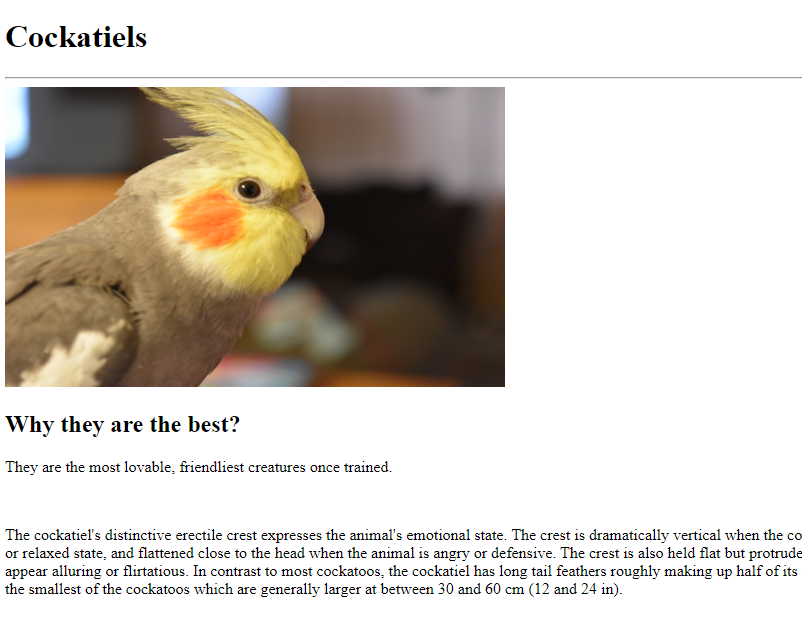 Cockatiels
Why they are the best?
They are the most lovable, friendliest creatures once trained.
The cockatiel's distinctive erectile crest expresses the animal's emotional state. The crest is dramatically vertical when the
or relaxed state, and flattened close to the head when the animal is angry or defensive. The crest is also held flat but
appear alluring or flirtatious. In contrast to most cockatoos, the cockatiel has long tail feathers roughly making up half of its
the smallest of the cockatoos which are generally larger at between 30 and 60 cm (12 and 24 in).